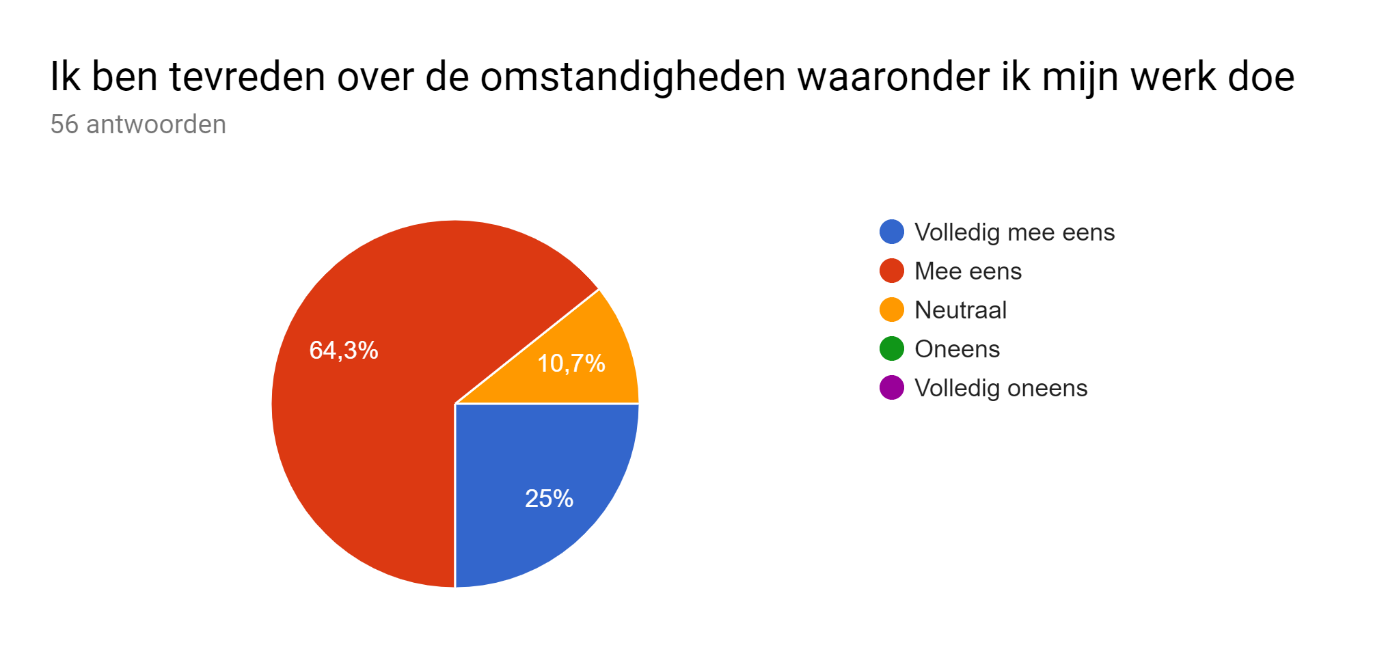 Ik ben tevreden over de omstandigheden waaronder ik mijn werk doe
56 antwoorden
Volledig mee eens
Mee eens
Neutraal
Oneens
Volledig oneens
64,3%
10,7%
25%